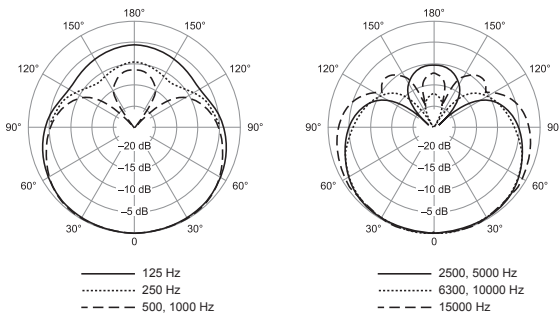 180°
150°
150°
120°
120°
90°
90°
60°
60°
30°
30°
0
–20 dB
–15 dB
–10 dB
–5 dB
125 Hz
250 Hz
500, 1000 Hz
180°
150°
150°
120°
120°
90°
90°
60°
60°
30°
30°
0
–20 dB
–15 dB
–10 dB
–5 dB
2500, 5000 Hz
6300, 10000 Hz
15000 Hz